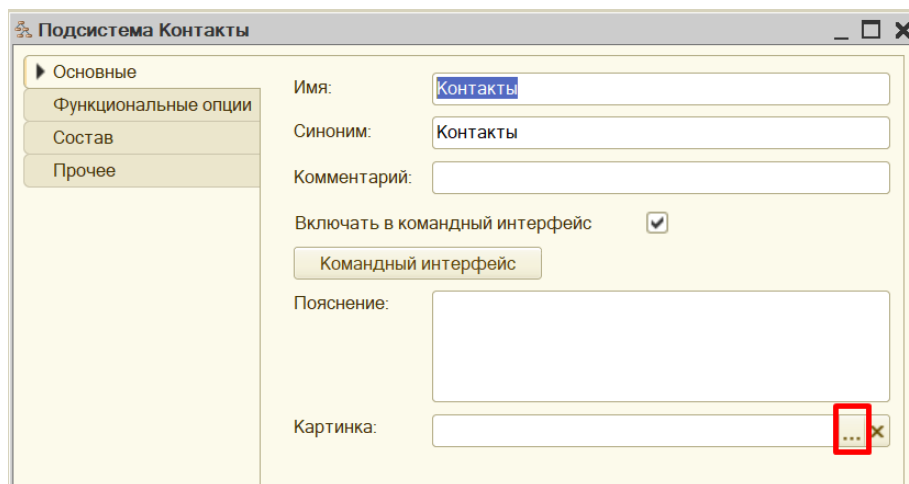 Подсистема Контакты
Основные
Функциональные опции
Состав
Прочее
Имя: Контакты
Синоним: Контакты
Комментарий:
Включать в командный интерфейс
Командный интерфейс
Пояснение:
Картинка: ...